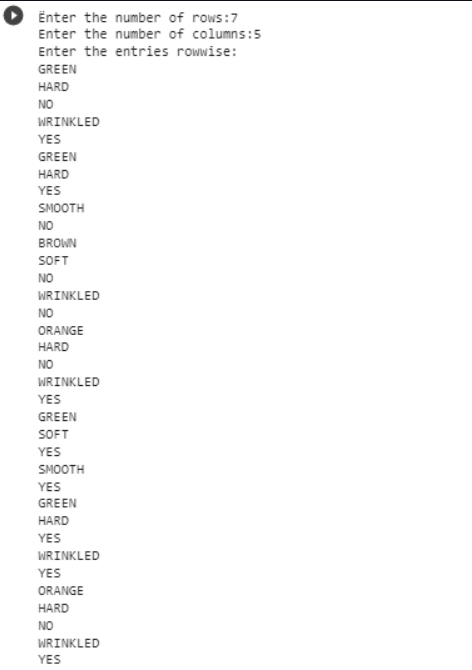 Enter the number of rows:7
Enter the number of columns:5
Enter the entries rowwise:
GREEN
HARD
NO
WRINKLED
YES
GREEN
HARD
YES
SMOOTH
NO
BROWN
SOFT
NO
WRINKLED
NO
ORANGE
HARD
NO
WRINKLED
YES
GREEN
SOFT
YES
SMOOTH
YES
GREEN
HARD
YES
WRINKLED
YES
ORANGE
HARD
NO
WRINKLED
YES